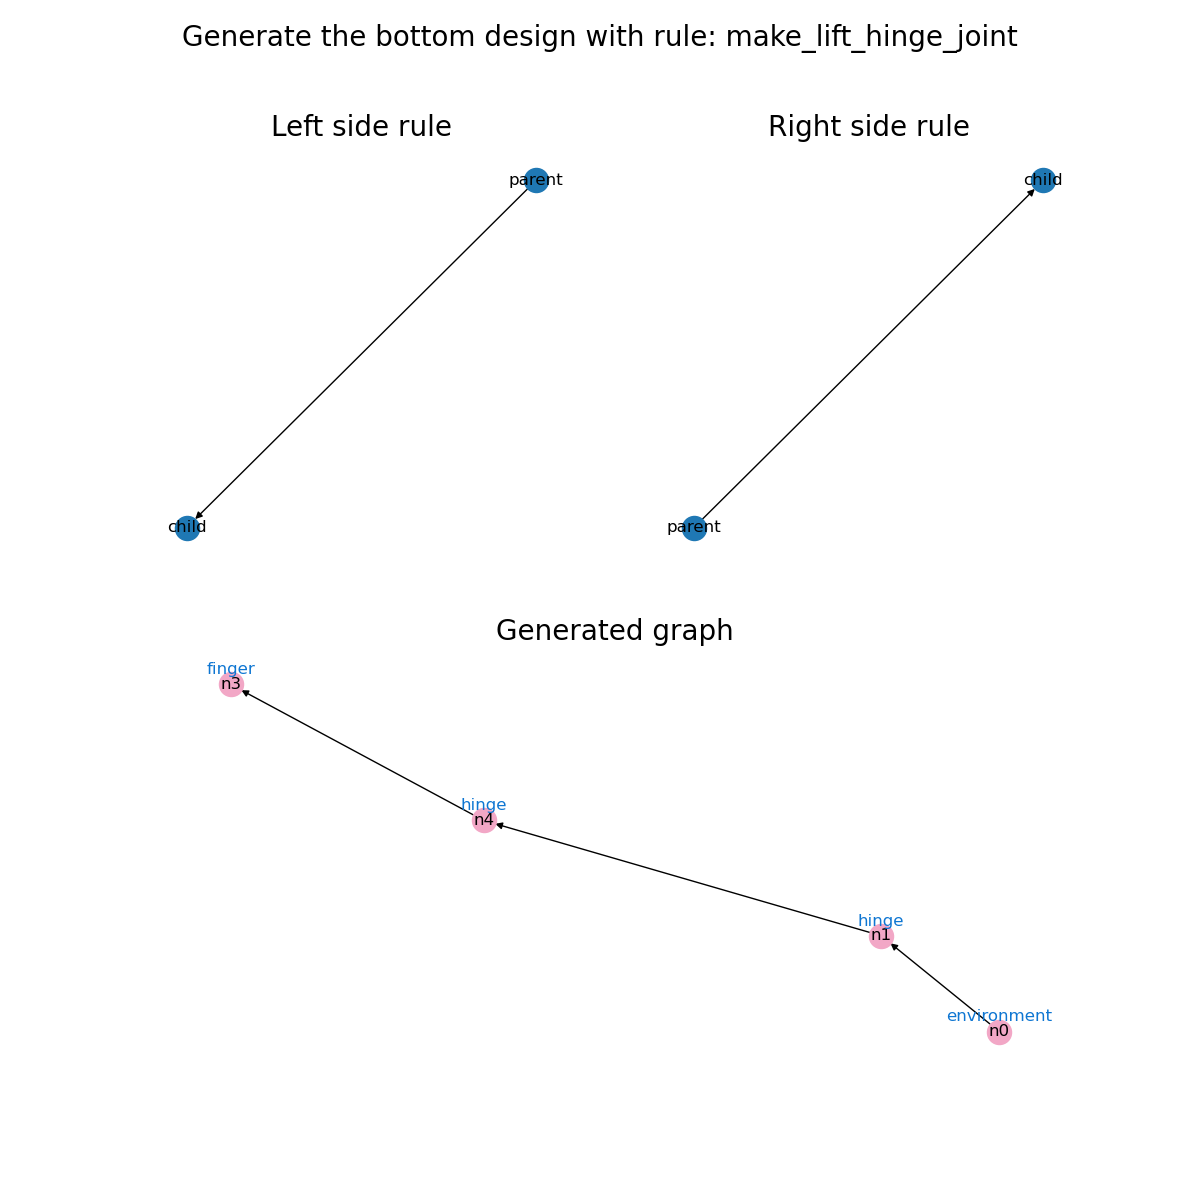 Generate the bottom design with rule: make_lift_hinge_joint
Left side rule
Right side rule
parent
child
child
parent
Generated graph
finger
n3
hinge
n4
hinge
n1
environment
n0